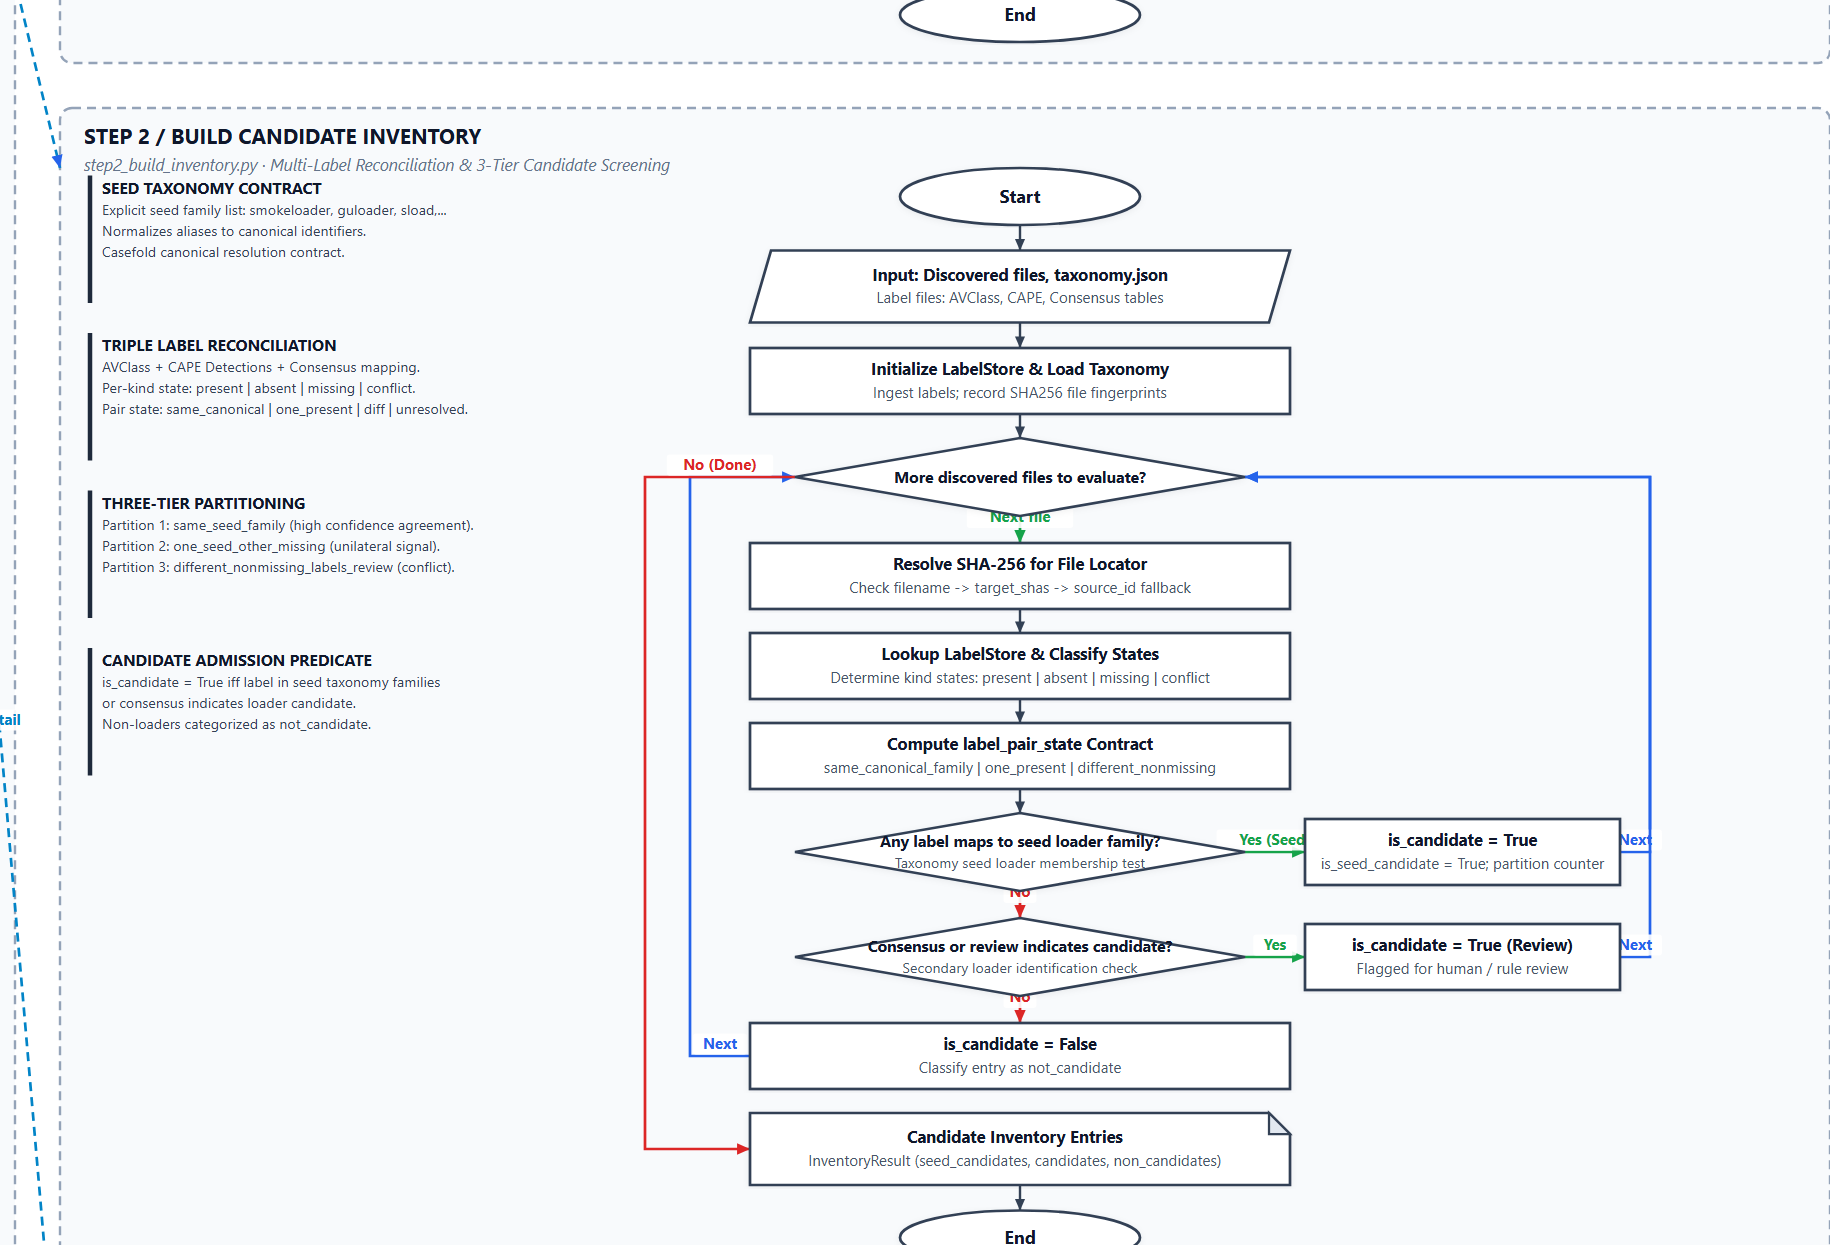 End
STEP 2 / BUILD CANDIDATE INVENTORY
step2_build_inventory.py · Multi-Label Reconciliation & 3-Tier Candidate Screening
SEED TAXONOMY CONTRACT
Explicit seed family list: smokeloader, guloader, sload,...
Normalizes aliases to canonical identifiers.
Casefold canonical resolution contract.
TRIPLE LABEL RECONCILIATION
AVClass + CAPE Detections + Consensus mapping.
Per-kind state: present | absent | missing | conflict.
Pair state: same_canonical | one_present | diff | unresolved.
THREE-TIER PARTITIONING
Partition 1: same_seed_family (high confidence agreement).
Partition 2: one_seed_other_missing (unilateral signal).
Partition 3: different_nonmissing_labels_review (conflict).
CANDIDATE ADMISSION PREDICATE
is_candidate = True iff label in seed taxonomy families
or consensus indicates loader candidate.
Non-loaders categorized as not_candidate.
tail
Start
Input: Discovered files, taxonomy.json
Label files: AVClass, CAPE, Consensus tables
Initialize LabelStore & Load Taxonomy
Ingest labels; record SHA256 file fingerprints
No (Done)
More discovered files to evaluate?
Next file
Resolve SHA-256 for File Locator
Check filename -> target_shas -> source_id fallback
Lookup LabelStore & Classify States
Determine kind states: present | absent | missing | conflict
Compute label_pair_state Contract
same_canonical_family | one_present | different_nonmissing
Any label maps to seed loader family?
Taxonomy seed loader membership test
Yes (Seed
is_candidate = True
is_seed_candidate = True; partition counter
Next
No
Consensus or review indicates candidate?
Secondary loader identification check
Yes
is_candidate = True (Review)
Flagged for human / rule review
Next
No
Next
is_candidate = False
Classify entry as not_candidate
Candidate Inventory Entries
InventoryResult (seed_candidates, candidates, non_candidates)
End